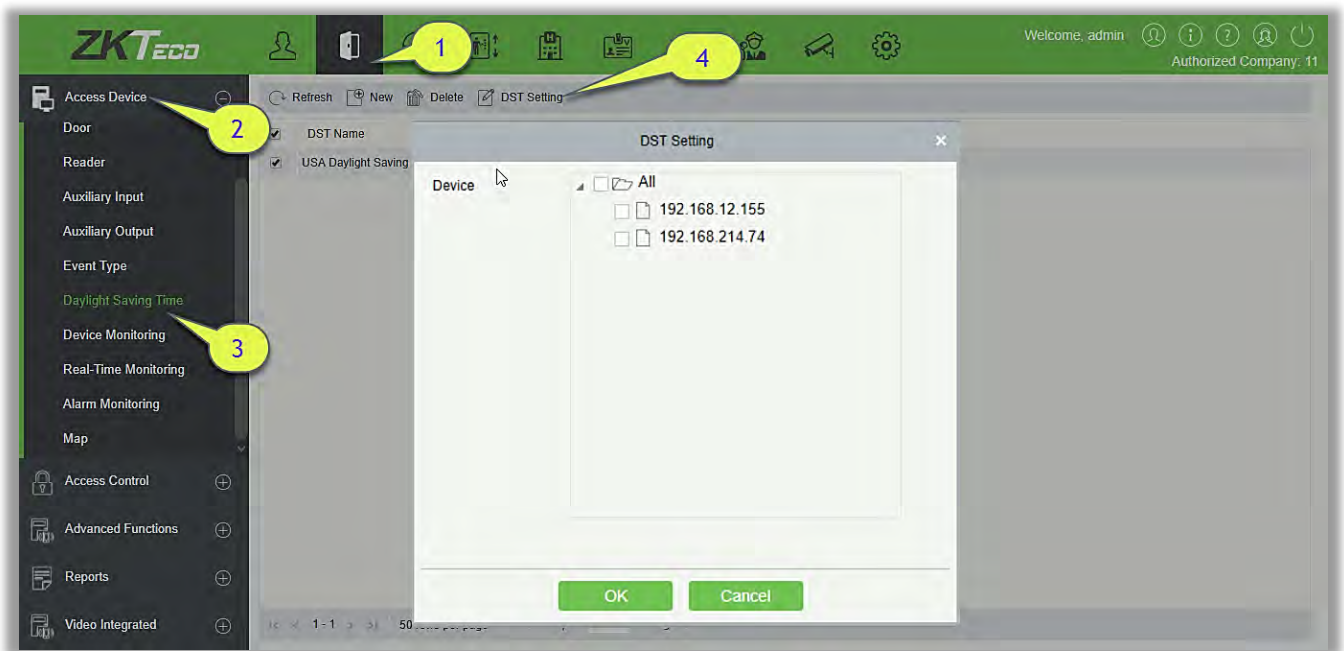 ZKTeco
Welcome, admin
Authorized Company: 11
1
4
2
3
Access Device
Door
Reader
Auxiliary Input
Auxiliary Output
Event Type
Daylight Saving Time
Device Monitoring
Real-Time Monitoring
Alarm Monitoring
Map
Access Control
Advanced Functions
Reports
Video Integrated
Refresh New Delete DST Setting
DST Name
USA Daylight Saving
DST Setting
Device
All
192.168.12.155
192.168.214.74
OK Cancel
1-1 50